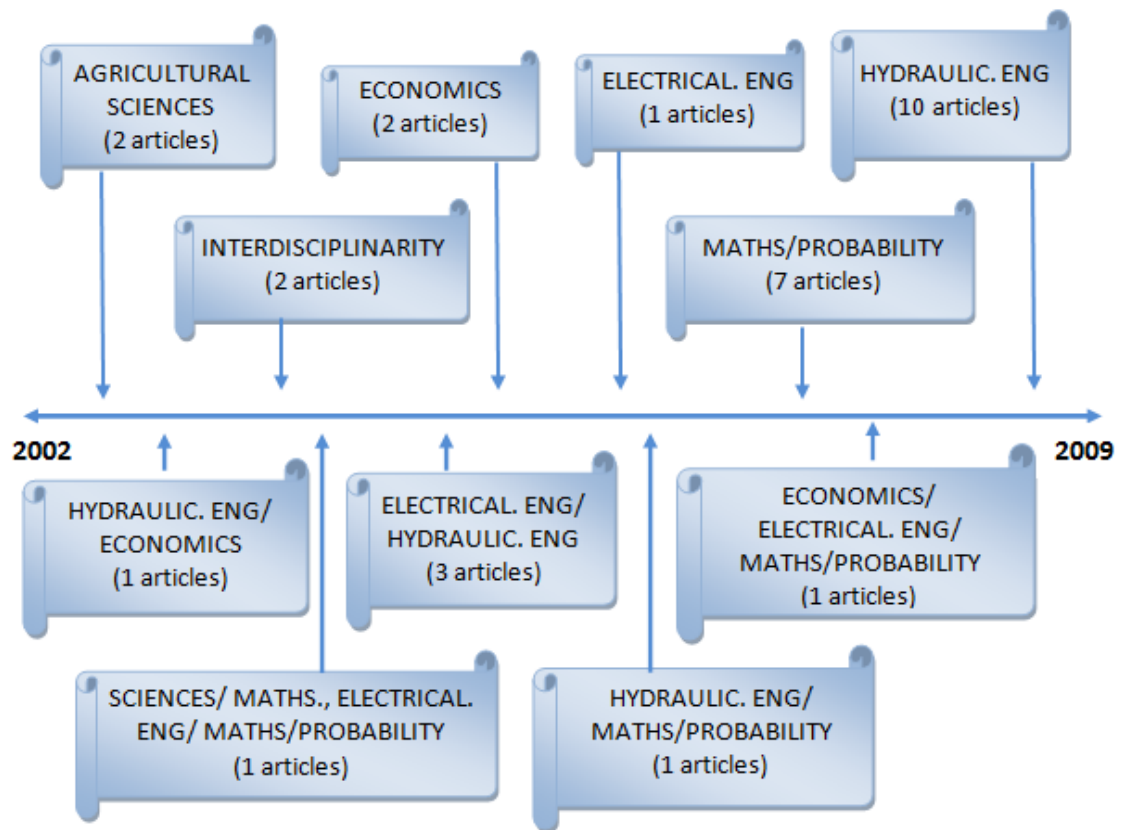 AGRICULTURAL
SCIENCES
(2 articles)
ECONOMICS
(2 articles)
ELECTRICAL. ENG
(1 articles)
HYDRAULIC. ENG
(10 articles)
INTERDISCIPLINARITY
(2 articles)
MATHS/PROBABILITY
(7 articles)
2002
2009
HYDRAULIC. ENG/
ECONOMICS
(1 articles)
ELECTRICAL. ENG/
HYDRAULIC. ENG
(3 articles)
ECONOMICS/
ELECTRICAL. ENG/
MATHS/PROBABILITY
(1 articles)
SCIENCES/ MATHS., ELECTRICAL.
ENG/ MATHS/PROBABILITY
(1 articles)
HYDRAULIC. ENG/
MATHS/PROBABILITY
(1 articles)